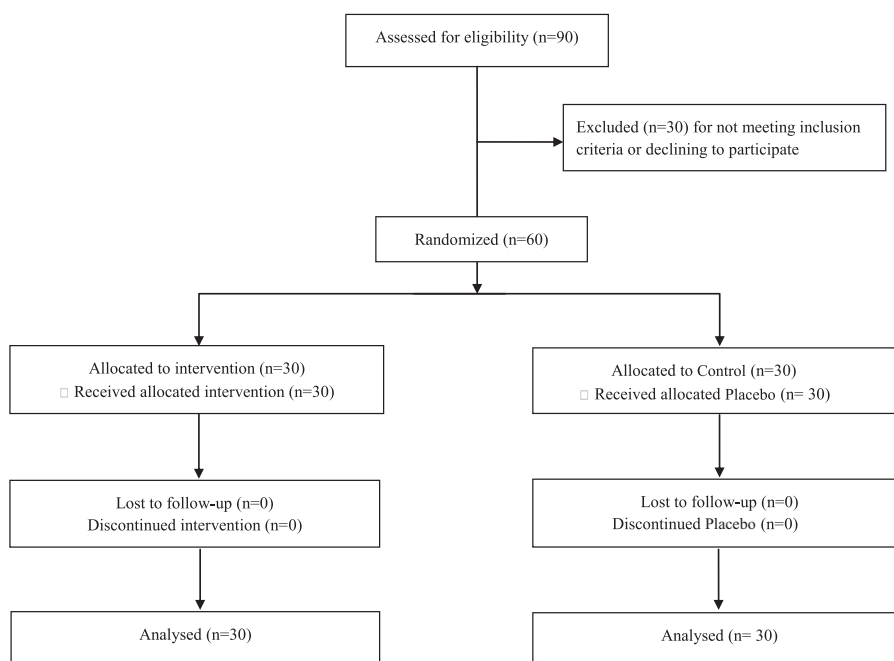 Assessed for eligibility (n=90)
Excluded (n=30) for not meeting inclusion
criteria or declining to participate
Randomized (n=60)
Allocated to intervention (n=30)
□ Received allocated intervention (n=30)
Allocated to Control (n=30)
□ Received allocated Placebo (n= 30)
Lost to follow-up (n=0)
Discontinued intervention (n=0)
Lost to follow-up (n=0)
Discontinued Placebo (n=0)
Analysed (n=30)
Analysed (n= 30)